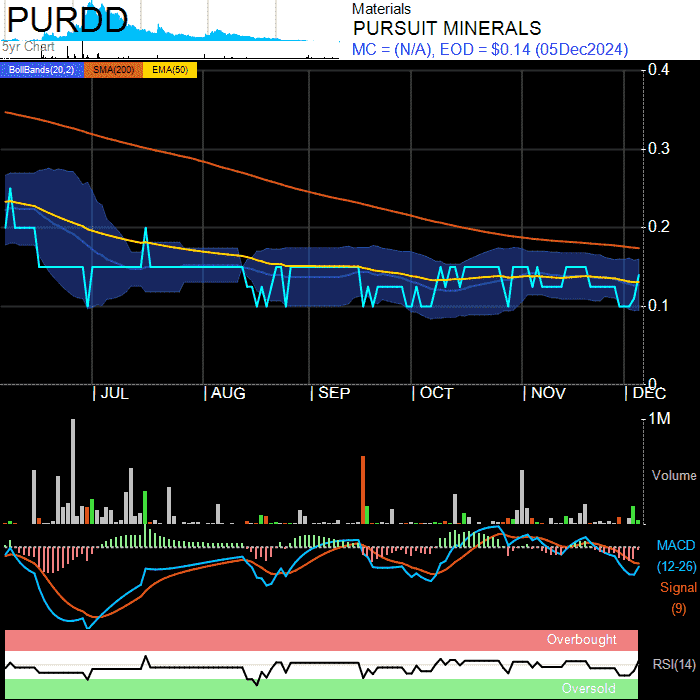 PURDD
Materials
PURSUIT MINERALS
5yr Chart
MC = (N/A), EOD = $0.14 (05Dec2024)
BollBands(20,2) SMA(200) EMA(50)
0.4
0.3
0.2
0.1
0
JUL AUG SEP OCT NOV DEC
1M
Volume
MACD
(12-26)
Signal
(9)
Overbought
RSI(14)
Oversold